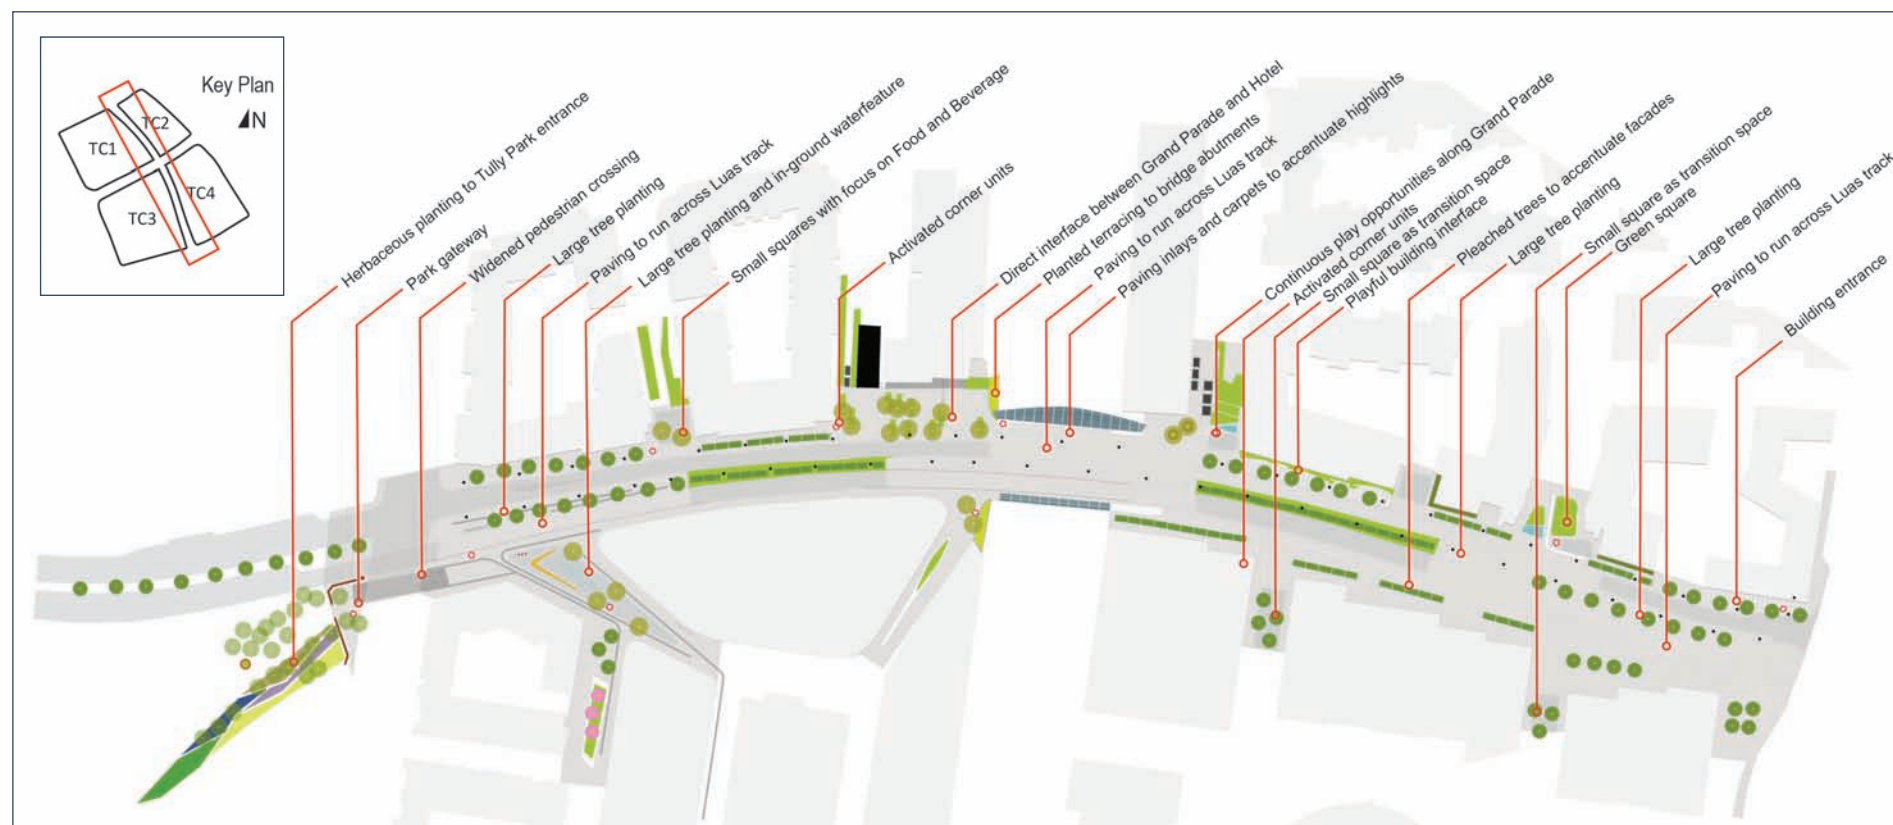 Key Plan
N
TC1
TC2
TC3
TC4
Herbaceous planting to Tully Park entrance
Park gateway
Widened pedestrian crossing
Large tree planting
Paving to run across Luas track
Large tree planting and in-ground waterfeature
Small squares with focus on Food and Beverage
Activated corner units
Direct interface between Grand Parade and Hotel
Planted terracing to bridge abutments
Paving to run across Luas track
Paving inlays and carpets to accentuate highlights
Continuous play opportunities along Grand Parade
Activated corner units
Small square as transition space
Playful building interface
Pleached trees to accentuate facades
Large tree planting
Small square as transition space
Green square
Large tree planting
Paving to run across Luas track
Building entrance